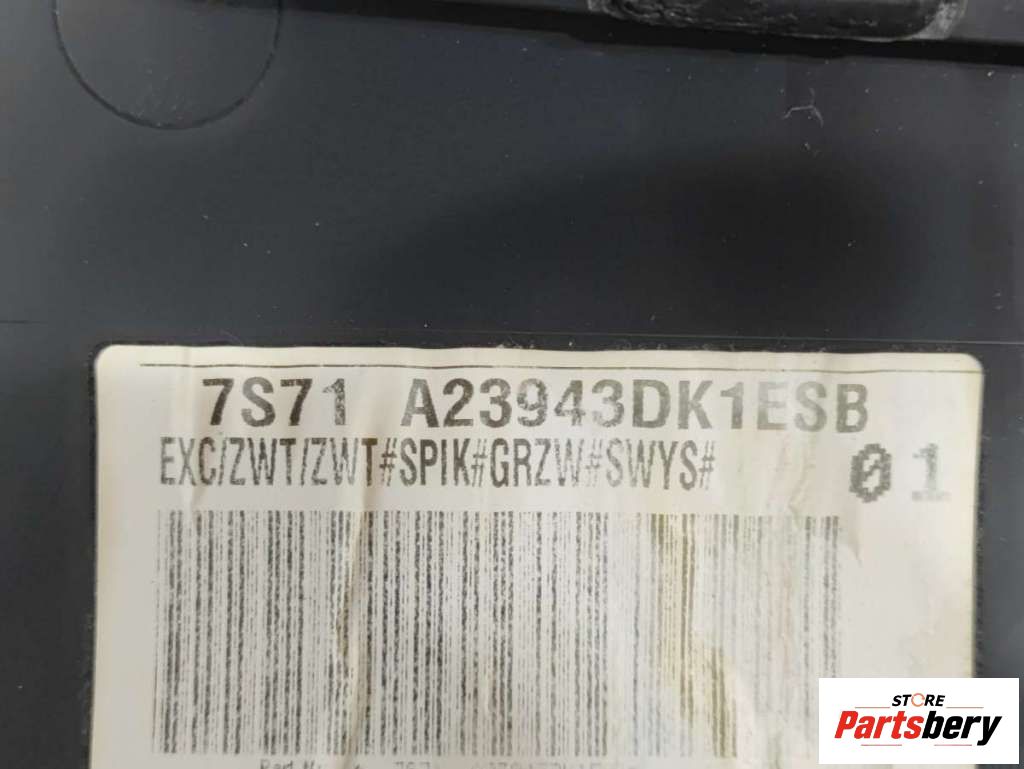 7S71 A23943DK1ESB
EXC/ZWT/ZWT#SPIK#GRZW#SWYS#
01
STORE
Partsbery